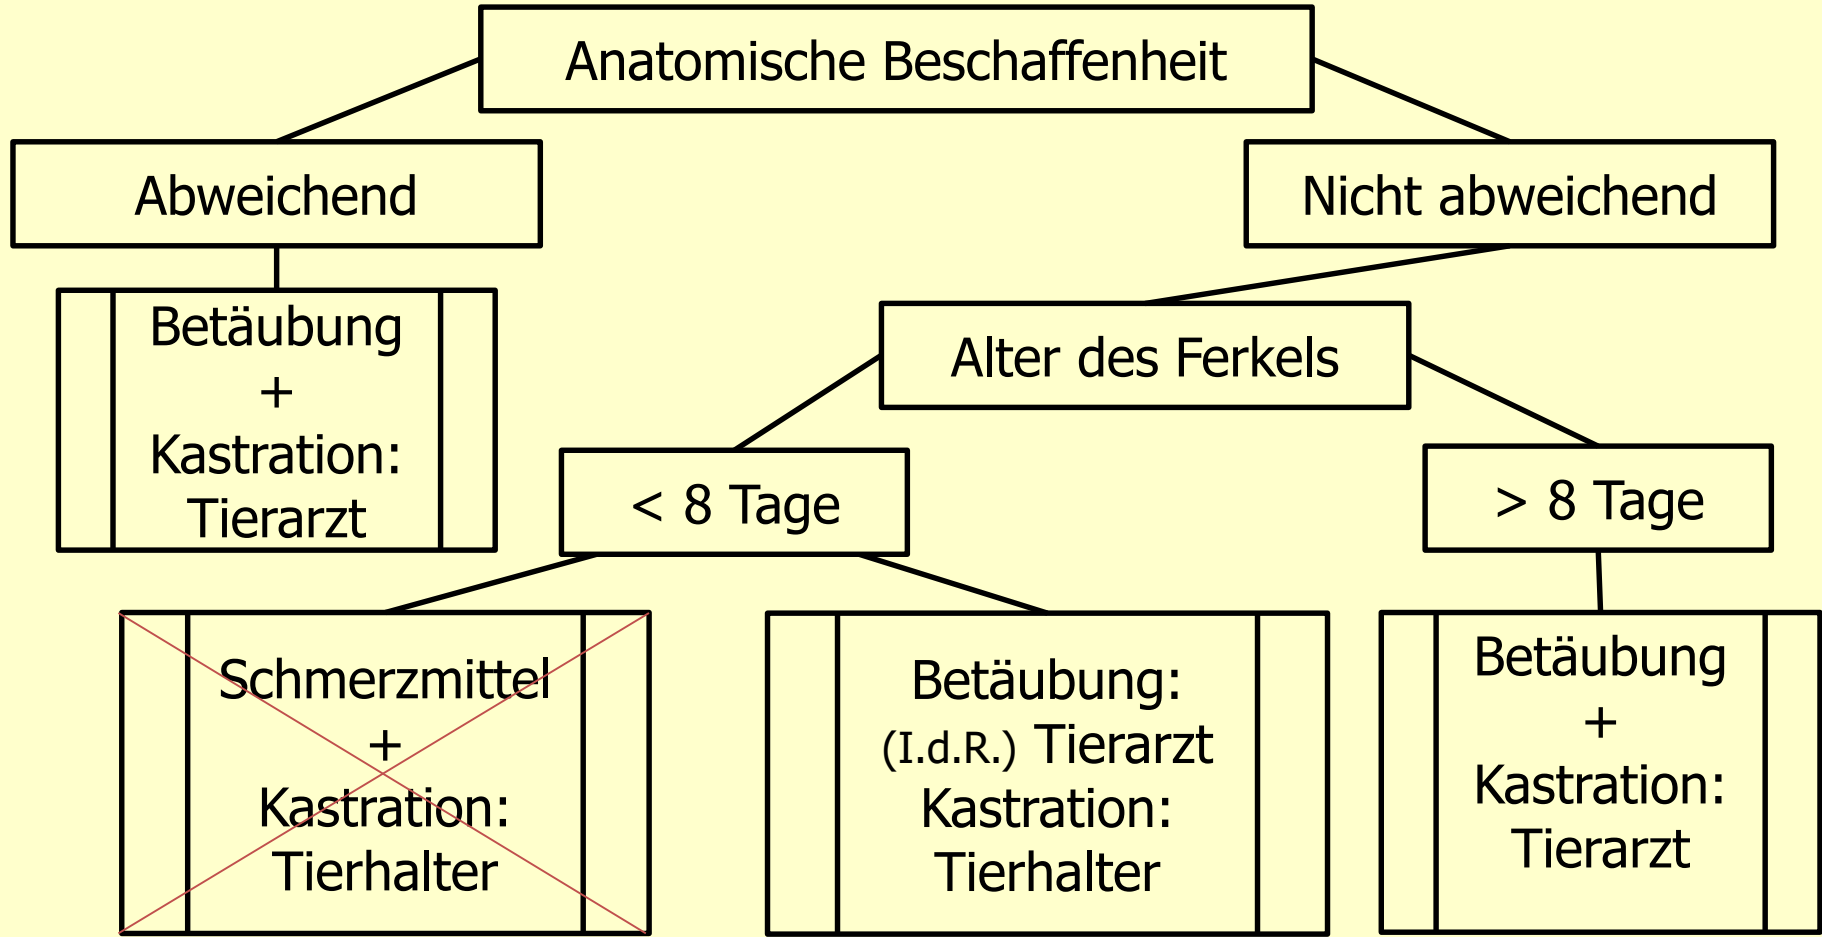 Anatomische Beschaffenheit
Abweichend
Nicht abweichend
Betäubung
+
Kastration:
Tierarzt
Alter des Ferkels
< 8 Tage
> 8 Tage
Schmerzmittel
+
Kastration:
Tierhalter
Betäubung:
(I.d.R.) Tierarzt
Kastration:
Tierhalter
Betäubung
+
Kastration:
Tierarzt